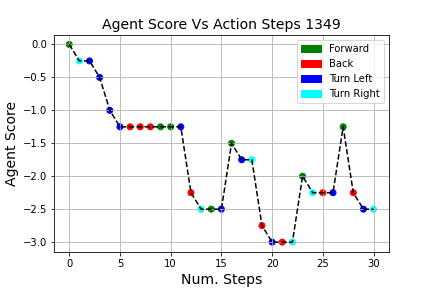 Agent Score Vs Action Steps 1349
0.0
−0.5
−1.0
−1.5
−2.0
−2.5
−3.0
Agent Score
Forward
Back
Turn Left
Turn Right
0 5 10 15 20 25 30
Num. Steps